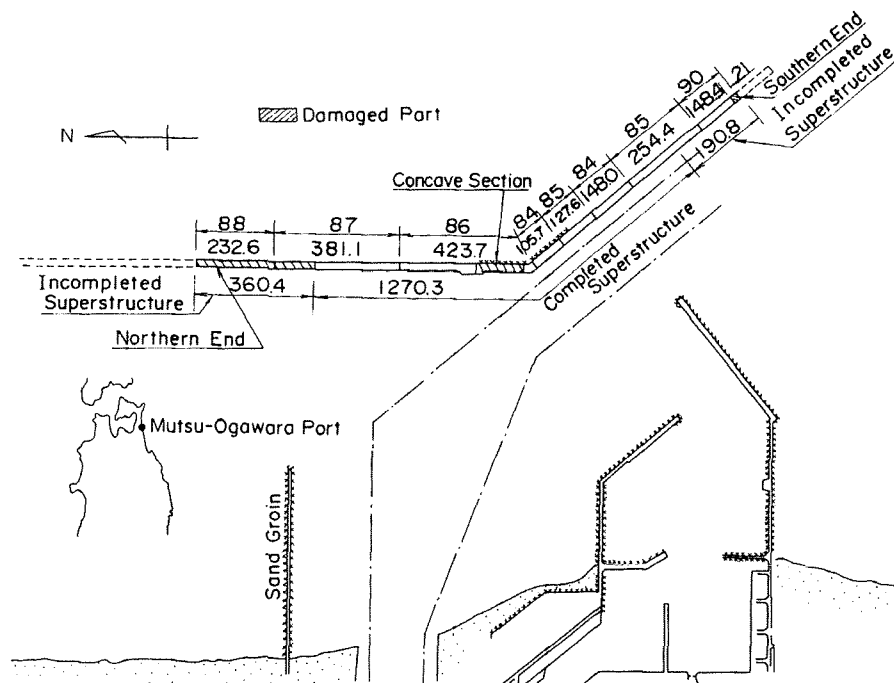 Southern End
Incompleted
Superstructure
21
90
148.4
85
254.4
190.8
84
148.0
85
127.6
84
105.7
Damaged Part
N
Concave Section
88
87
86
232.6
381.1
423.7
Completed
Superstructure
Incompleted
Superstructure
360.4
1270.3
Northern End
Mutsu-Ogawara Port
Sand Groin